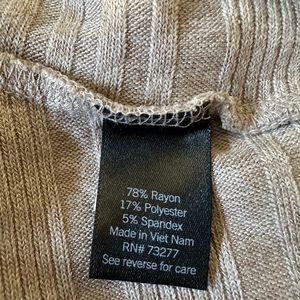 78% Rayon
17% Polyester
5% Spandex
Made in Viet Nam
RN# 73277
See reverse for care